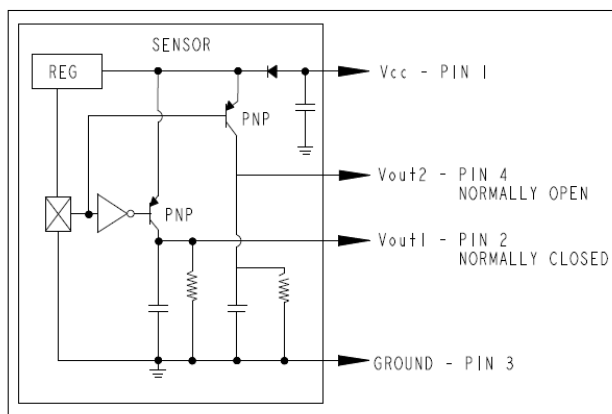 SENSOR
REG
Vcc - PIN 1
PNP
Vout2 - PIN 4
NORMALLY OPEN
PNP
Vout1 - PIN 2
NORMALLY CLOSED
GROUND - PIN 3